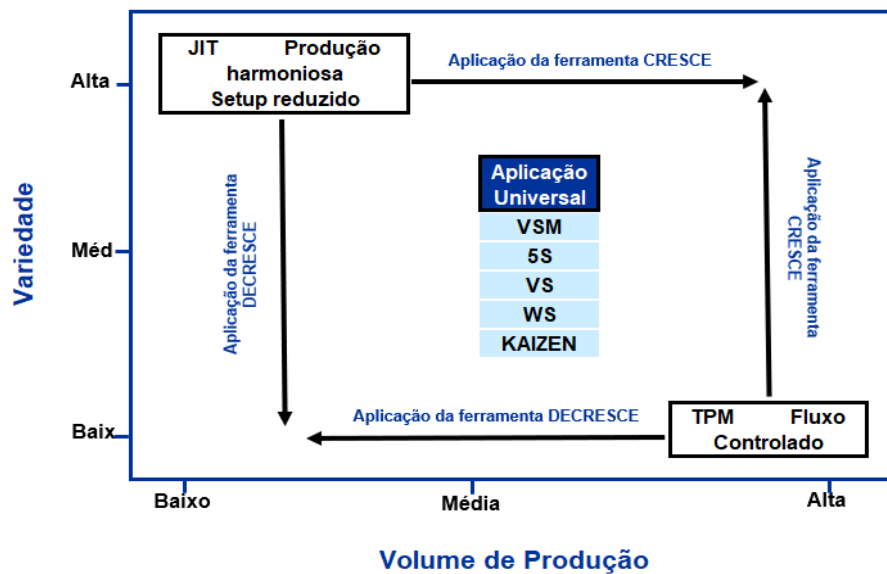 JIT Produção
harmoniosa
Setup reduzido
Aplicação da ferramenta CRESCE
Alta
Variedade
Aplicação da ferramenta
DECRESCE
Aplicação
Universal
VSM
5S
VS
WS
KAIZEN
Aplicação da ferramenta
CRESCE
Méd
Aplicação da ferramenta DECRESCE
TPM Fluxo
Controlado
Baix
Baixo
Média
Alta
Volume de Produção